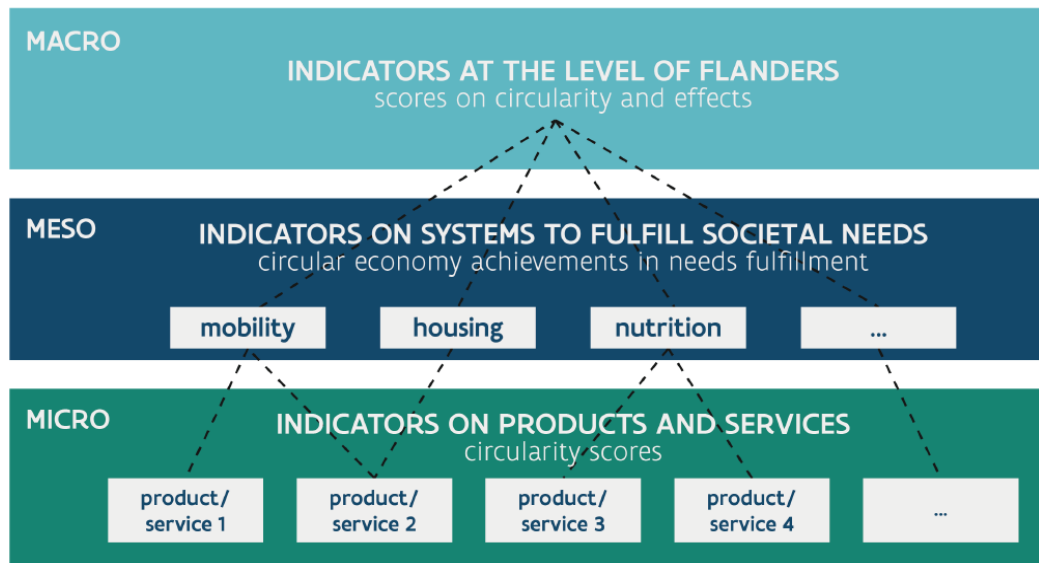 MACRO
INDICATORS AT THE LEVEL OF FLANDERS
scores on circularity and effects
MESO
INDICATORS ON SYSTEMS TO FULFILL SOCIETAL NEEDS
circular economy achievements in needs fulfillment
mobility
housing
nutrition
...
MICRO
INDICATORS ON PRODUCTS AND SERVICES
circularity scores
product/
service 1
product/
service 2
product/
service 3
product/
service 4
...